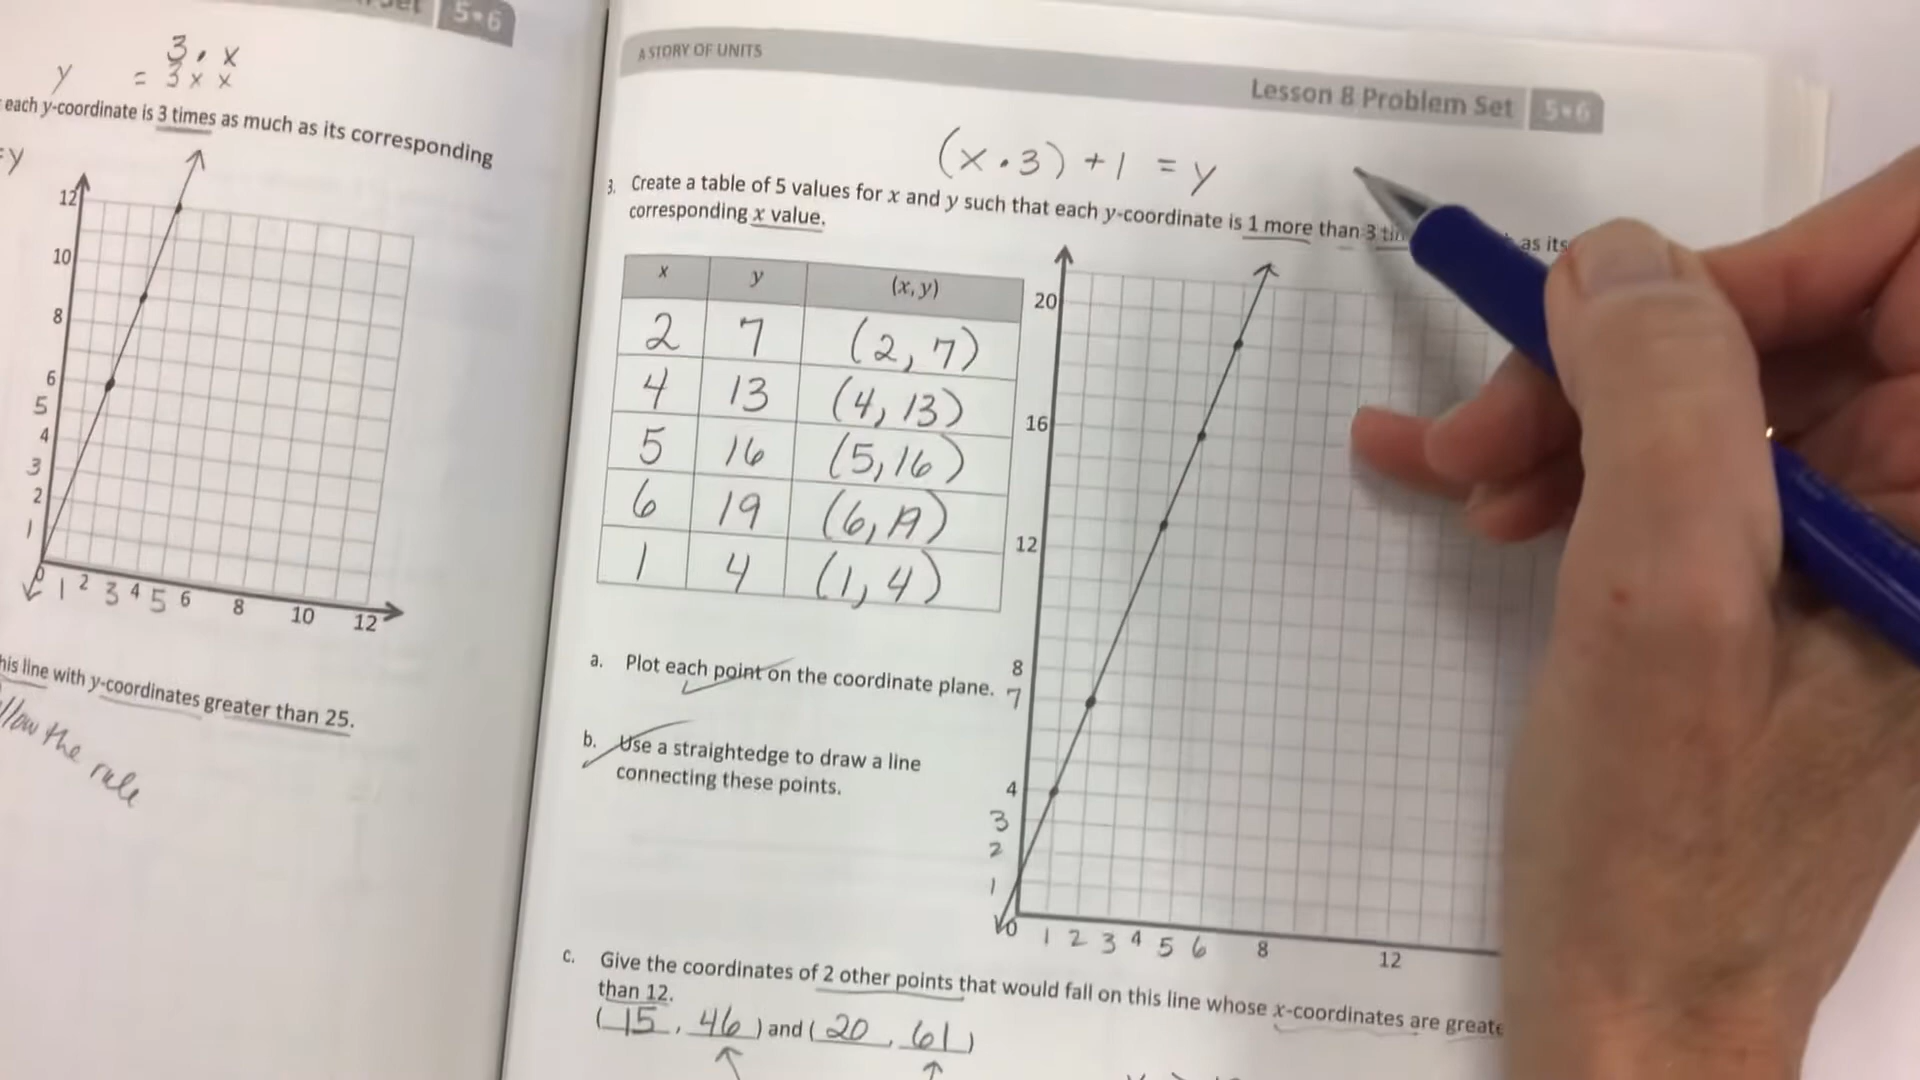 5•6
3 • x
y = 3 x x
each y-coordinate is 3 times as much as its corresponding
=y
12
10
8
6
5
4
3
2
1
0 1 2 3 4 5 6 8 10 12
his line with y-coordinates greater than 25.
llow the rule
A STORY OF UNITS
Lesson 8 Problem Set 5•6
(x • 3) + 1 = y
3. Create a table of 5 values for x and y such that each y-coordinate is 1 more than 3 as its
corresponding x value.
x y (x, y)
2 7 (2, 7)
4 13 (4, 13)
5 16 (5, 16)
6 19 (6, 19)
1 4 (1, 4)
20
16
12
8
7
4
3
2
1
0 1 2 3 4 5 6 8 12
a. Plot each point on the coordinate plane.
b. Use a straightedge to draw a line
connecting these points.
c. Give the coordinates of 2 other points that would fall on this line whose x-coordinates are greate
than 12.
(15, 46) and (20, 61)